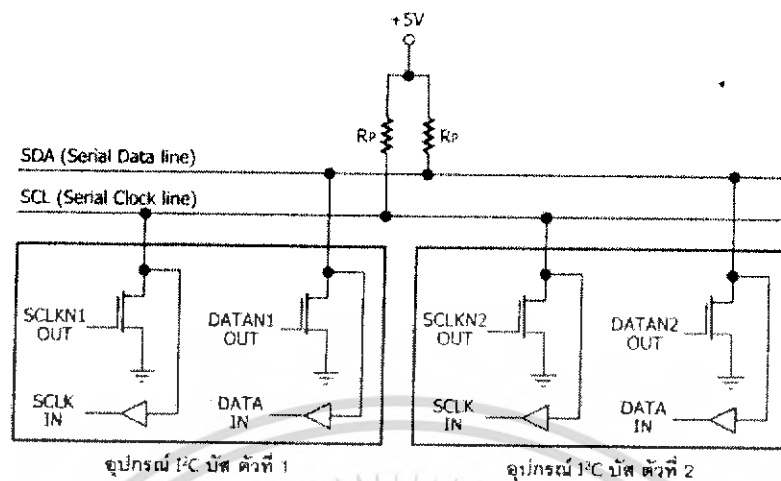 +5V
Rp Rp
SDA (Serial Data line)
SCL (Serial Clock line)
SCLKN1
OUT
DATAN1
OUT
SCLK
IN
DATA
IN
SCLKN2
OUT
DATAN2
OUT
SCLK
IN
DATA
IN
อุปกรณ์ I²C บัส ตัวที่ 1
อุปกรณ์ I²C บัส ตัวที่ 2